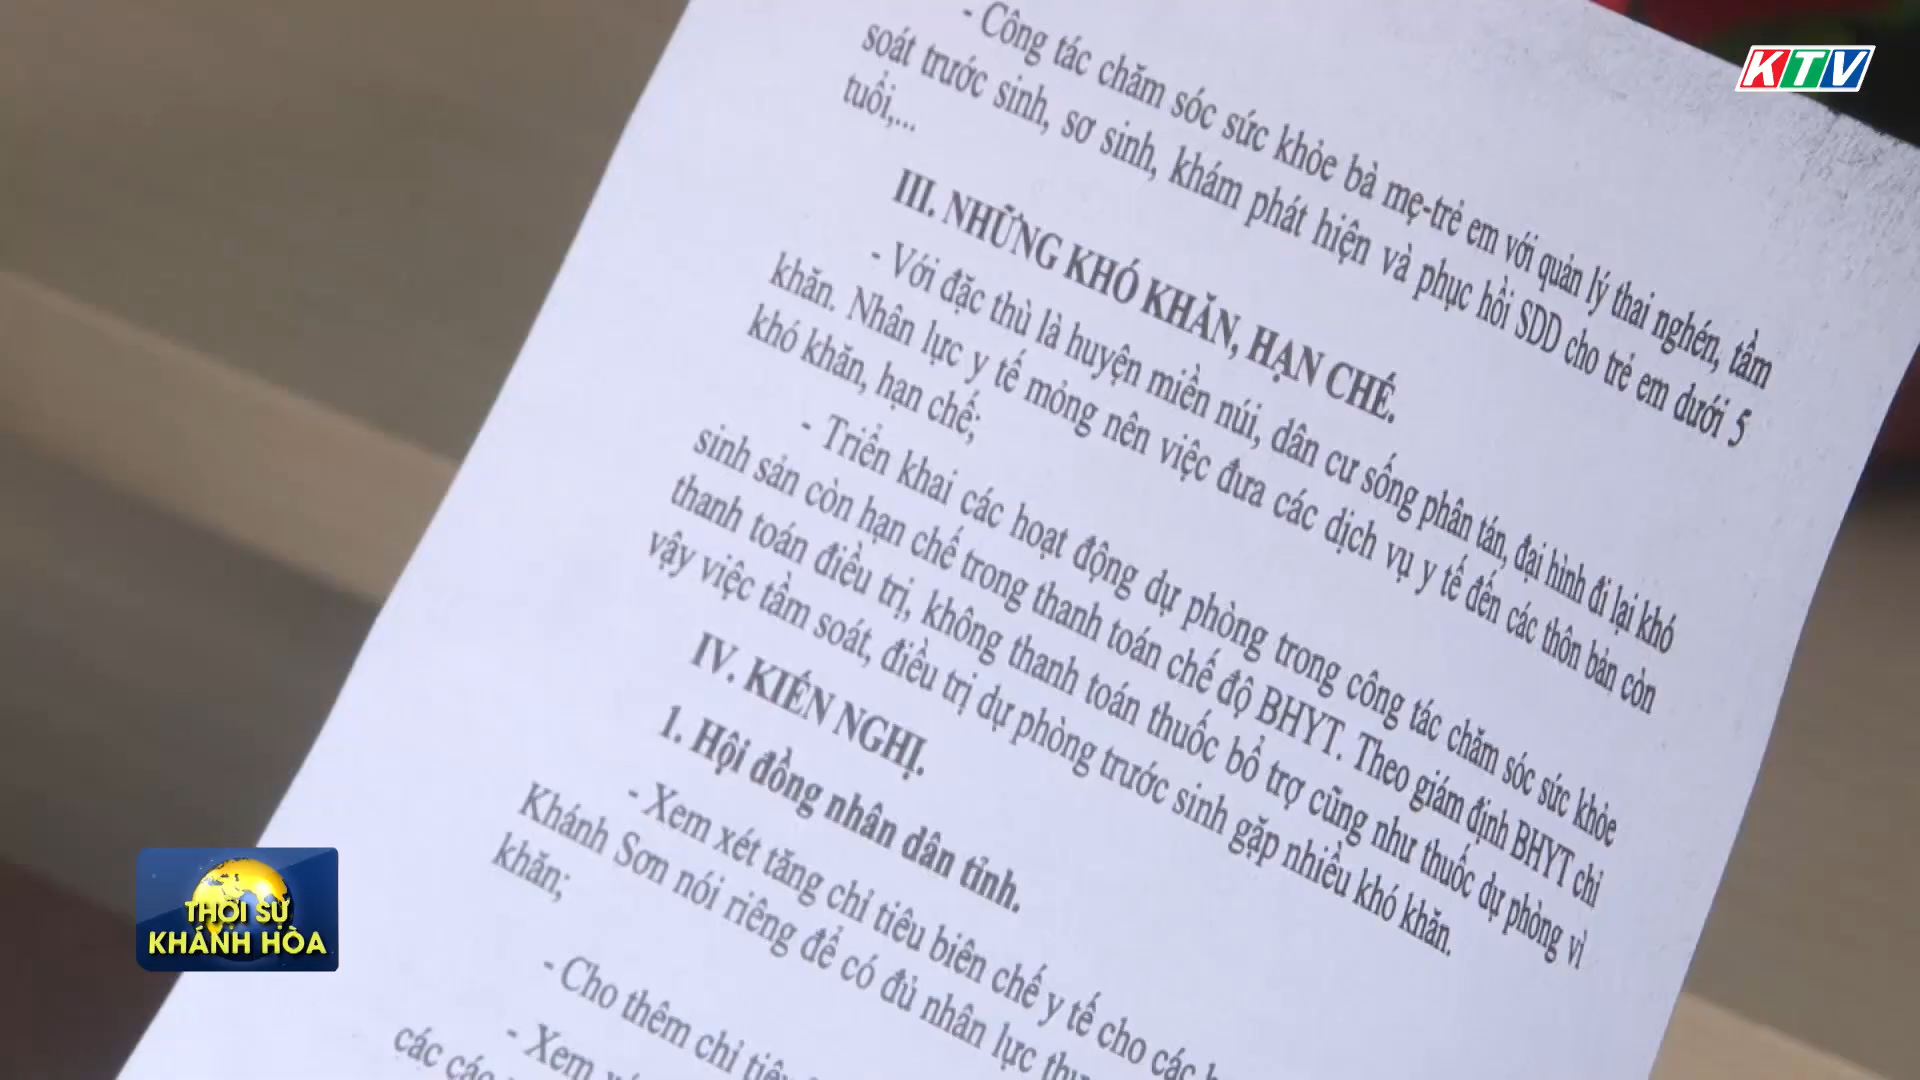 - Công tác chăm sóc sức khỏe bà mẹ-trẻ em với quản lý thai nghén, tầm
soát trước sinh, sơ sinh, khám phát hiện và phục hồi SDD cho trẻ em dưới 5
tuổi,...
III. NHỮNG KHÓ KHĂN, HẠN CHẾ.
- Với đặc thù là huyện miền núi, dân cư sống phân tán, đại hình đi lại khó
khăn. Nhân lực y tế mỏng nên việc đưa các dịch vụ y tế đến các thôn bản còn
khó khăn, hạn chế;
- Triển khai các hoạt động dự phòng trong công tác chăm sóc sức khỏe
sinh sản còn hạn chế trong thanh toán chế độ BHYT. Theo giám định BHYT chỉ
thanh toán điều trị, không thanh toán thuốc bổ trợ cũng như thuốc dự phòng vì
vậy việc tầm soát, điều trị dự phòng trước sinh gặp nhiều khó khăn.
IV. KIẾN NGHỊ.
1. Hội đồng nhân dân tỉnh.
- Xem xét tăng chỉ tiêu biên chế y tế cho các
Khánh Sơn nói riêng để có đủ nhân lực
khăn;
- Cho thêm chỉ tiêu
- Xem
các
KTV
THỜI SỰ
KHÁNH HÒA